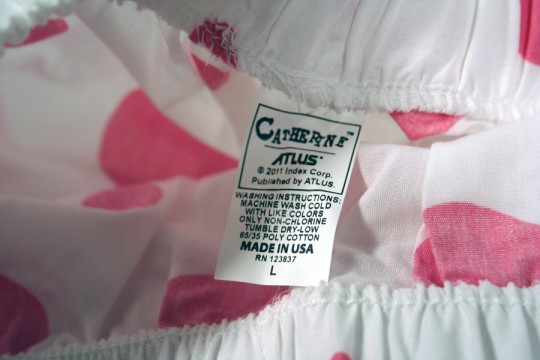 CATHERINE™
ATLUS®
© 2011 Index Corp.
Published by ATLUS.
WASHING INSTRUCTIONS:
MACHINE WASH COLD
WITH LIKE COLORS
ONLY NON-CHLORINE
TUMBLE DRY-LOW
65/35 POLY COTTON
MADE IN USA
RN 123837
L